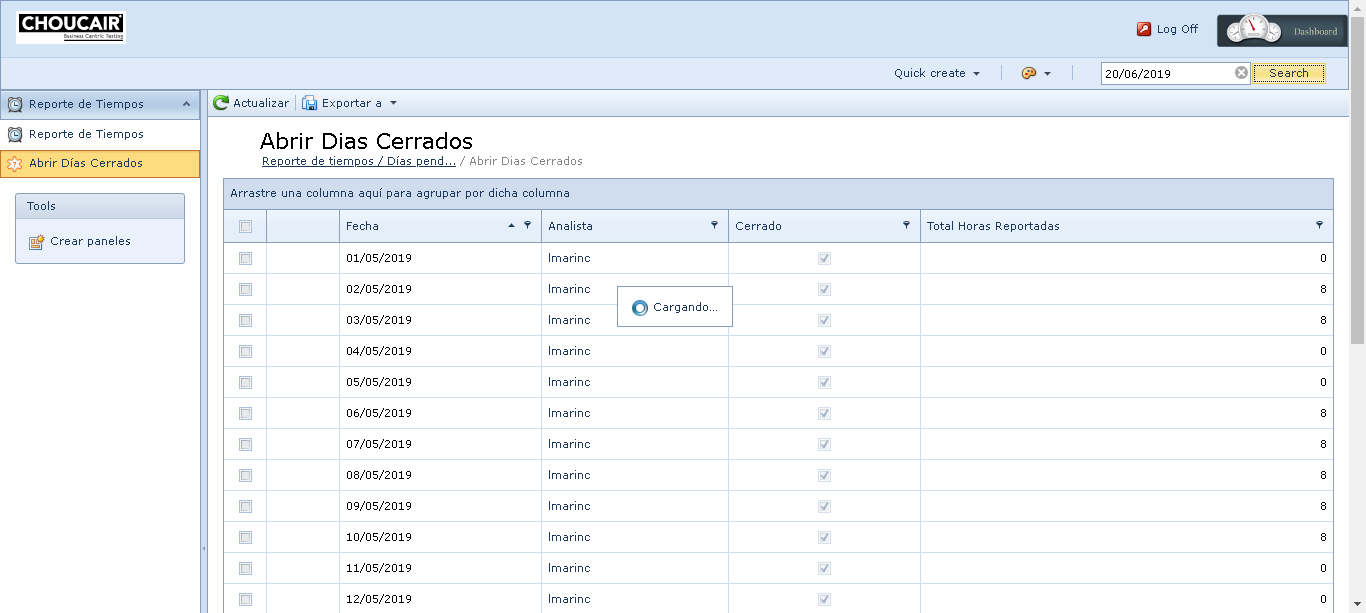 CHOUCAIR
Business Centric Testing
Log Off
Dashboard
Quick create
20/06/2019
Search
Reporte de Tiempos
Reporte de Tiempos
Abrir Días Cerrados
Tools
Crear paneles
Actualizar
Exportar a
Abrir Dias Cerrados
Reporte de tiempos / Días pend... / Abrir Dias Cerrados
Arrastre una columna aquí para agrupar por dicha columna
Fecha Analista Cerrado Total Horas Reportadas
01/05/2019 lmarinc 0
02/05/2019 lmarinc 8
Cargando...
03/05/2019 lmarinc 8
04/05/2019 lmarinc 0
05/05/2019 lmarinc 0
06/05/2019 lmarinc 8
07/05/2019 lmarinc 8
08/05/2019 lmarinc 8
09/05/2019 lmarinc 8
10/05/2019 lmarinc 8
11/05/2019 lmarinc 0
12/05/2019 lmarinc 0